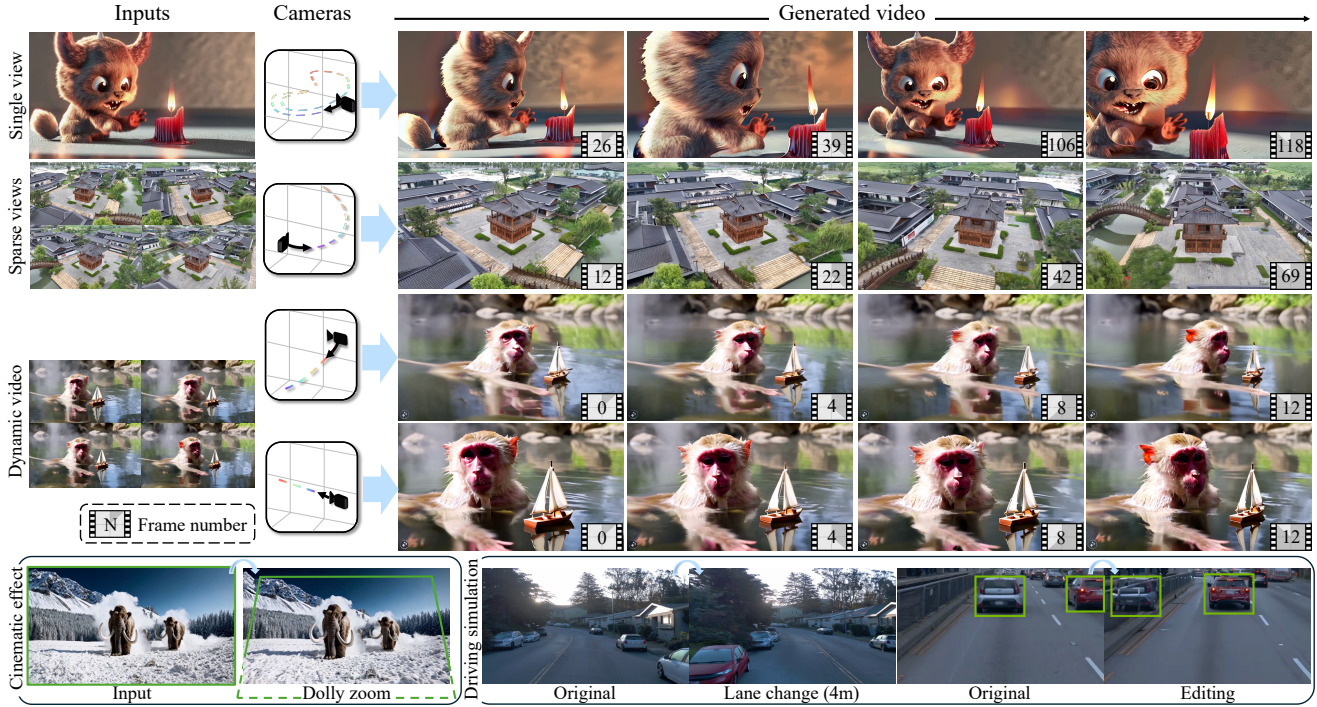 Inputs
Cameras
Generated video
Single view
26
39
106
118
Sparse views
12
22
42
69
Dynamic video
0
4
8
12
0
4
8
12
N Frame number
Cinematic effect
Input
Dolly zoom
Driving simulation
Original
Lane change (4m)
Original
Editing